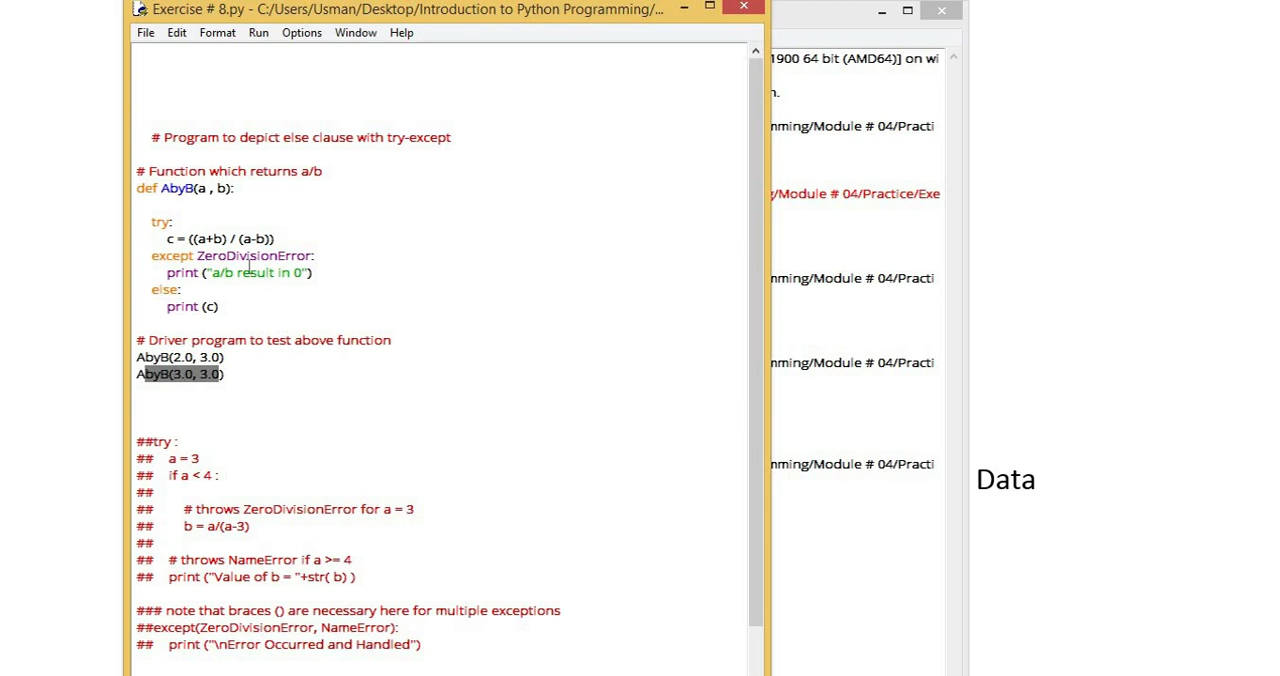 Exercise # 8.py - C:/Users/Usman/Desktop/Introduction to Python Programming/...
File Edit Format Run Options Window Help
1900 64 bit (AMD64)] on wi
n.
mming/Module # 04/Practi
# Program to depict else clause with try-except
# Function which returns a/b
def AbyB(a , b):
g/Module # 04/Practice/Exe
try:
c = ((a+b) / (a-b))
except ZeroDivisionError:
print ("a/b result in 0")
mming/Module # 04/Practi
else:
print (c)
# Driver program to test above function
AbyB(2.0, 3.0)
mming/Module # 04/Practi
AbyB(3.0, 3.0)
##try :
## a = 3
mming/Module # 04/Practi
## if a < 4 :
Data
##
## # throws ZeroDivisionError for a = 3
## b = a/(a-3)
##
## # throws NameError if a >= 4
## print ("Value of b = "+str( b) )
### note that braces () are necessary here for multiple exceptions
##except(ZeroDivisionError, NameError):
## print ("\nError Occurred and Handled")